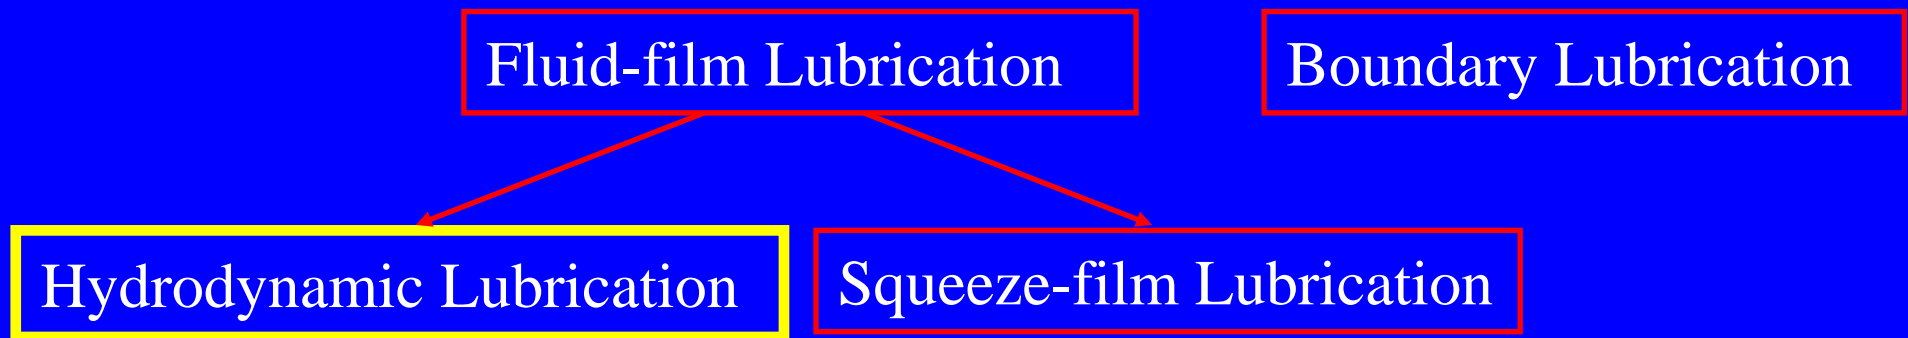 Fluid-film Lubrication
Boundary Lubrication
Hydrodynamic Lubrication
Squeeze-film Lubrication